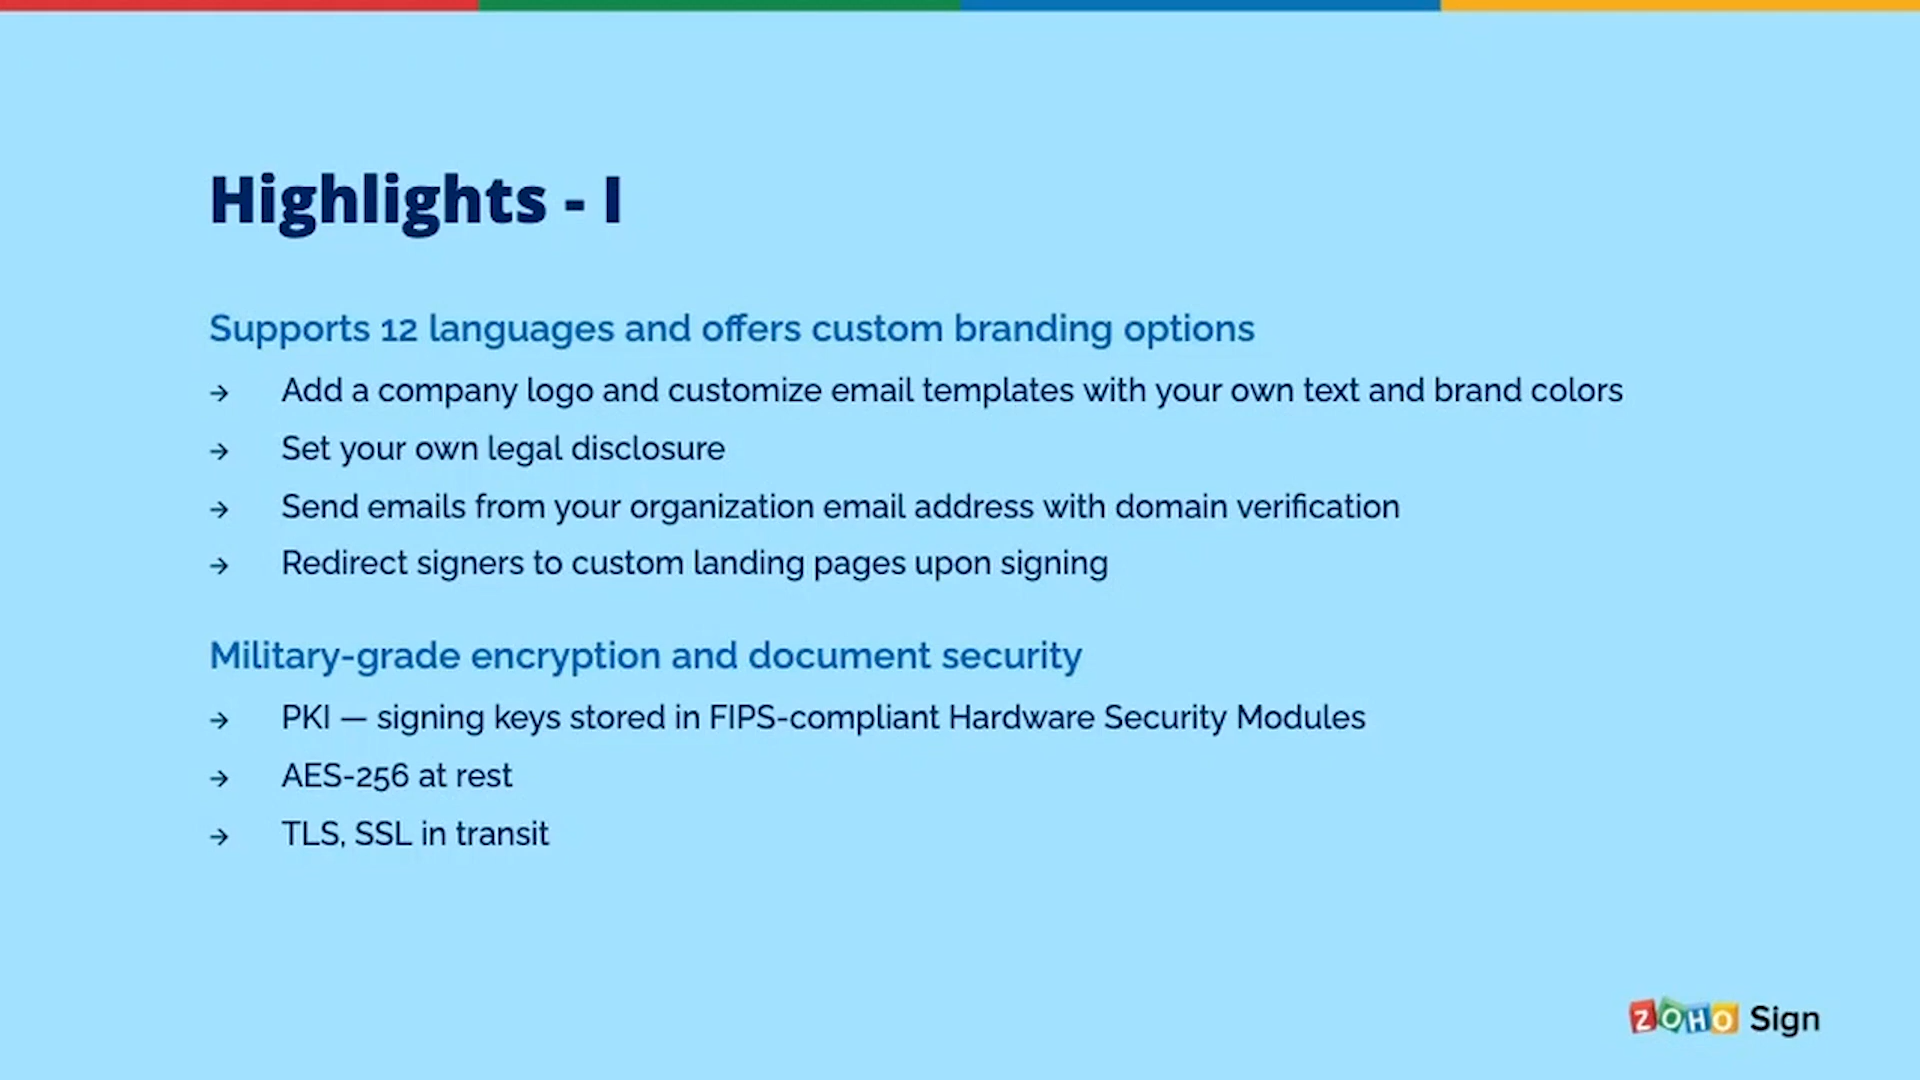 Highlights - I
Supports 12 languages and offers custom branding options
→ Add a company logo and customize email templates with your own text and brand colors
→ Set your own legal disclosure
→ Send emails from your organization email address with domain verification
→ Redirect signers to custom landing pages upon signing
Military-grade encryption and document security
→ PKI — signing keys stored in FIPS-compliant Hardware Security Modules
→ AES-256 at rest
→ TLS, SSL in transit
ZOHO Sign